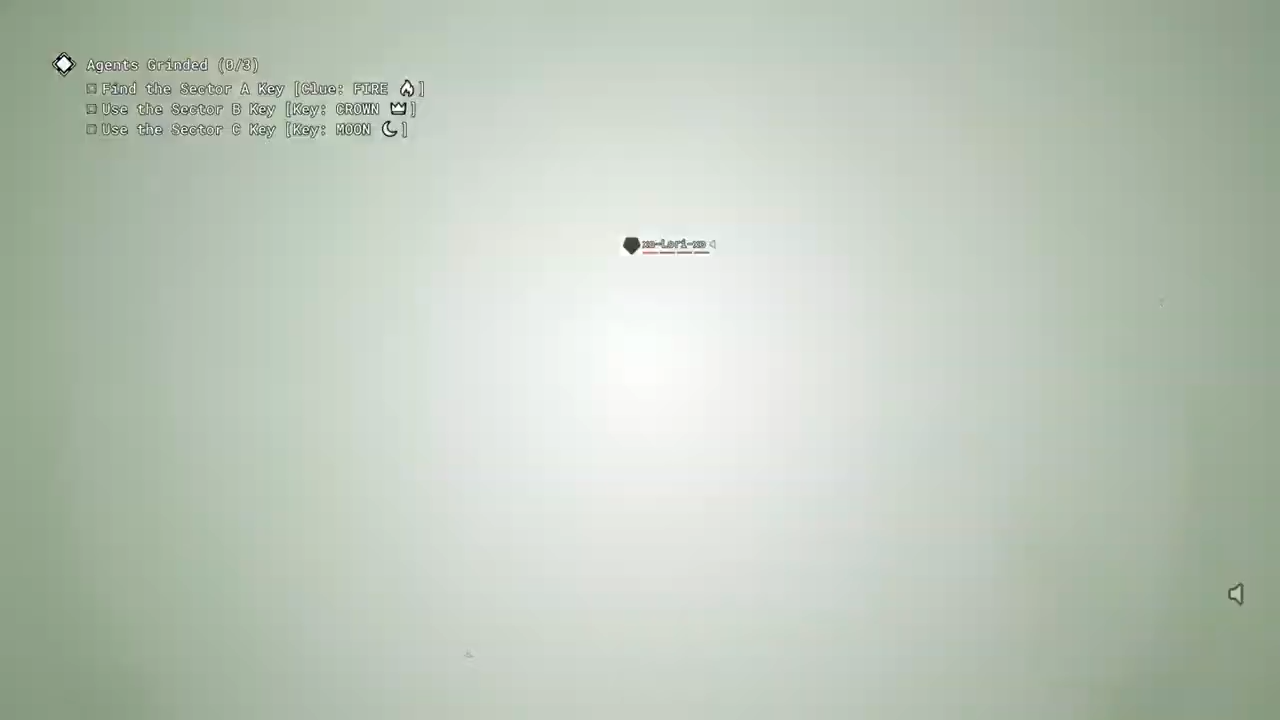 Agents Grinded (0/3)
Find the Sector A Key [Clue: FIRE ]
Use the Sector B Key [Key: CROWN ]
Use the Sector C Key [Key: MOON ]
xo-Lori-xo